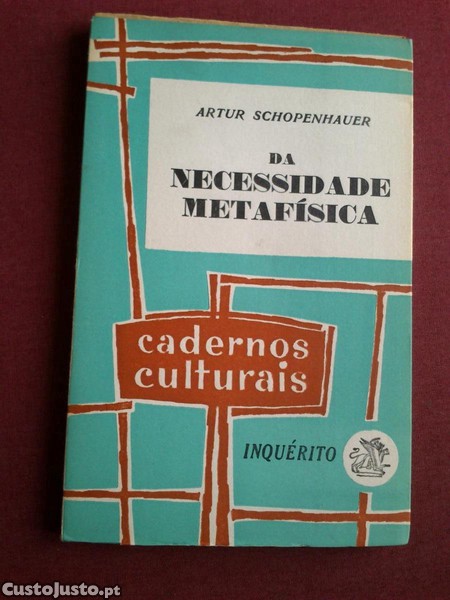 ARTUR SCHOPENHAUER
DA
NECESSIDADE
METAFÍSICA
cadernos
culturais
INQUÉRITO
CustoJusto.pt